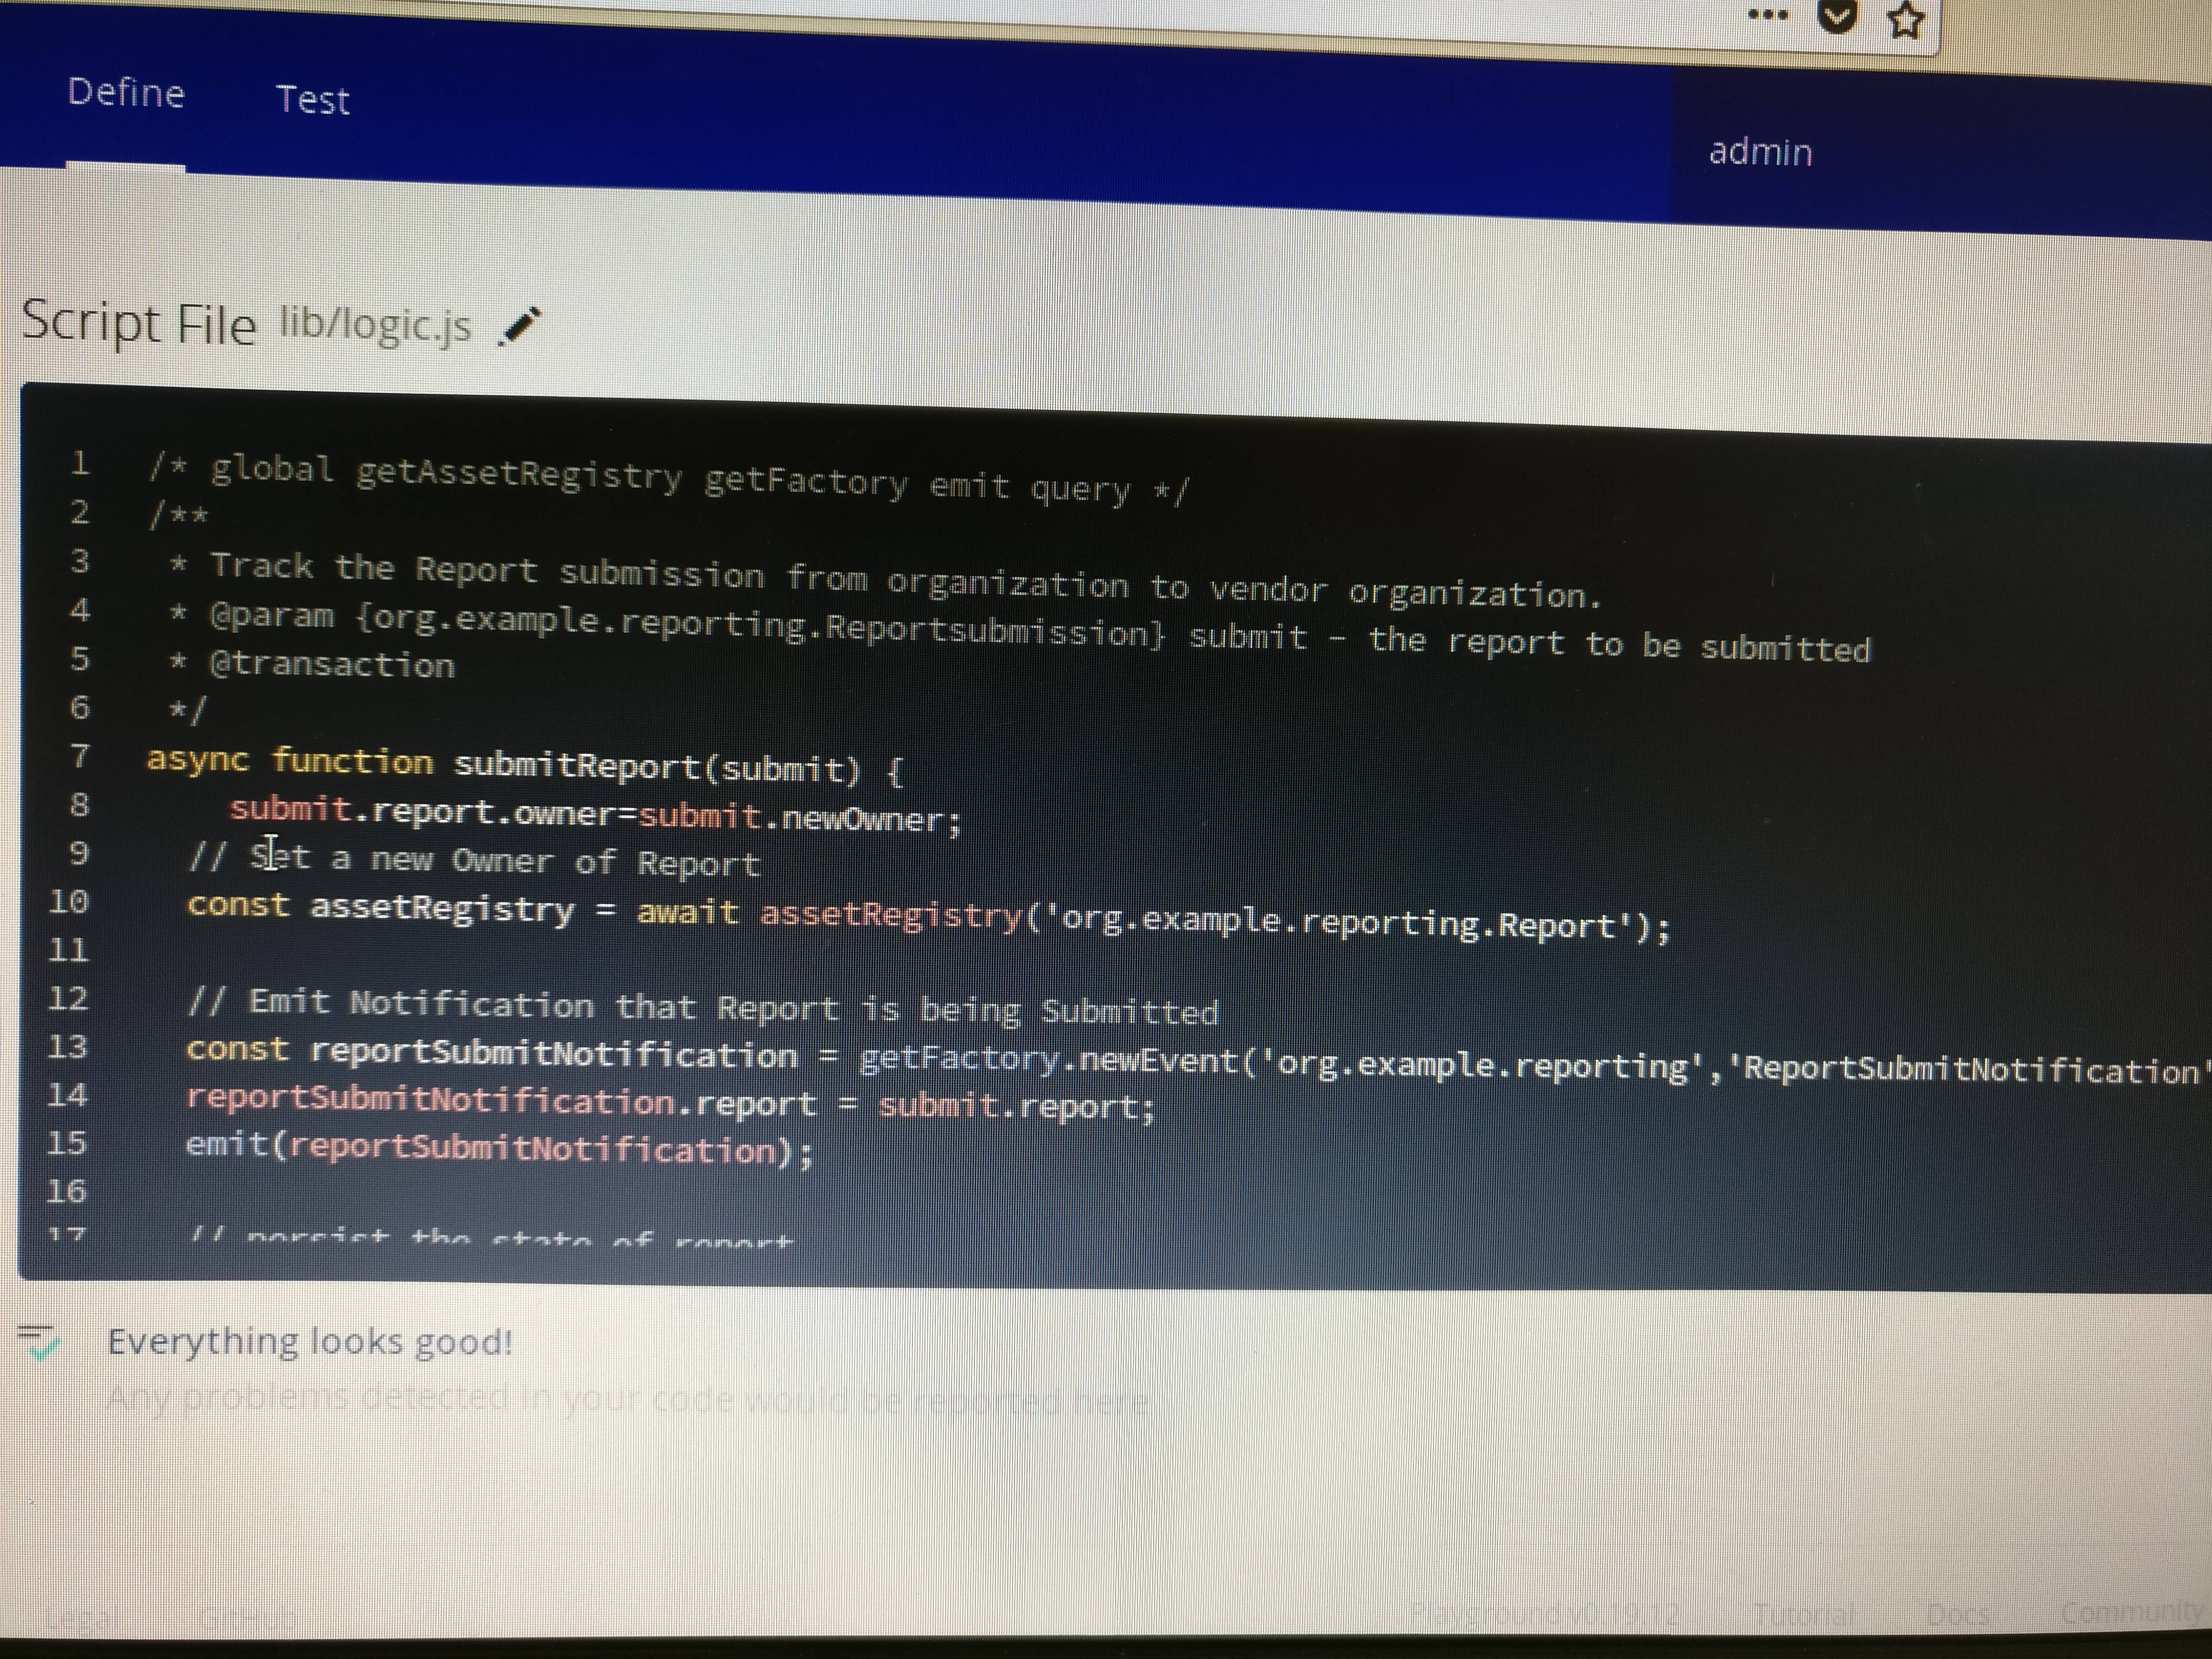 Define Test
admin
Script File lib/logic.js
1 /* global getAssetRegistry getFactory emit query */
2 /**
3 * Track the Report submission from organization to vendor organization.
4 * @param {org.example.reporting.Reportsubmission} submit - the report to be submitted
5 * @transaction
6 */
7 async function submitReport(submit) {
8 submit.report.owner=submit.newOwner;
9 // Set a new Owner of Report
10 const assetRegistry = await assetRegistry('org.example.reporting.Report');
11
12 // Emit Notification that Report is being Submitted
13 const reportSubmitNotification = getFactory.newEvent('org.example.reporting','ReportSubmitNotification'
14 reportSubmitNotification.report = submit.report;
15 emit(reportSubmitNotification);
16
17 // persist the state of report
Everything looks good!
Any problems detected in your code would be reported here
Legal GitHub Playground v0.19.12 Tutorial Docs Community